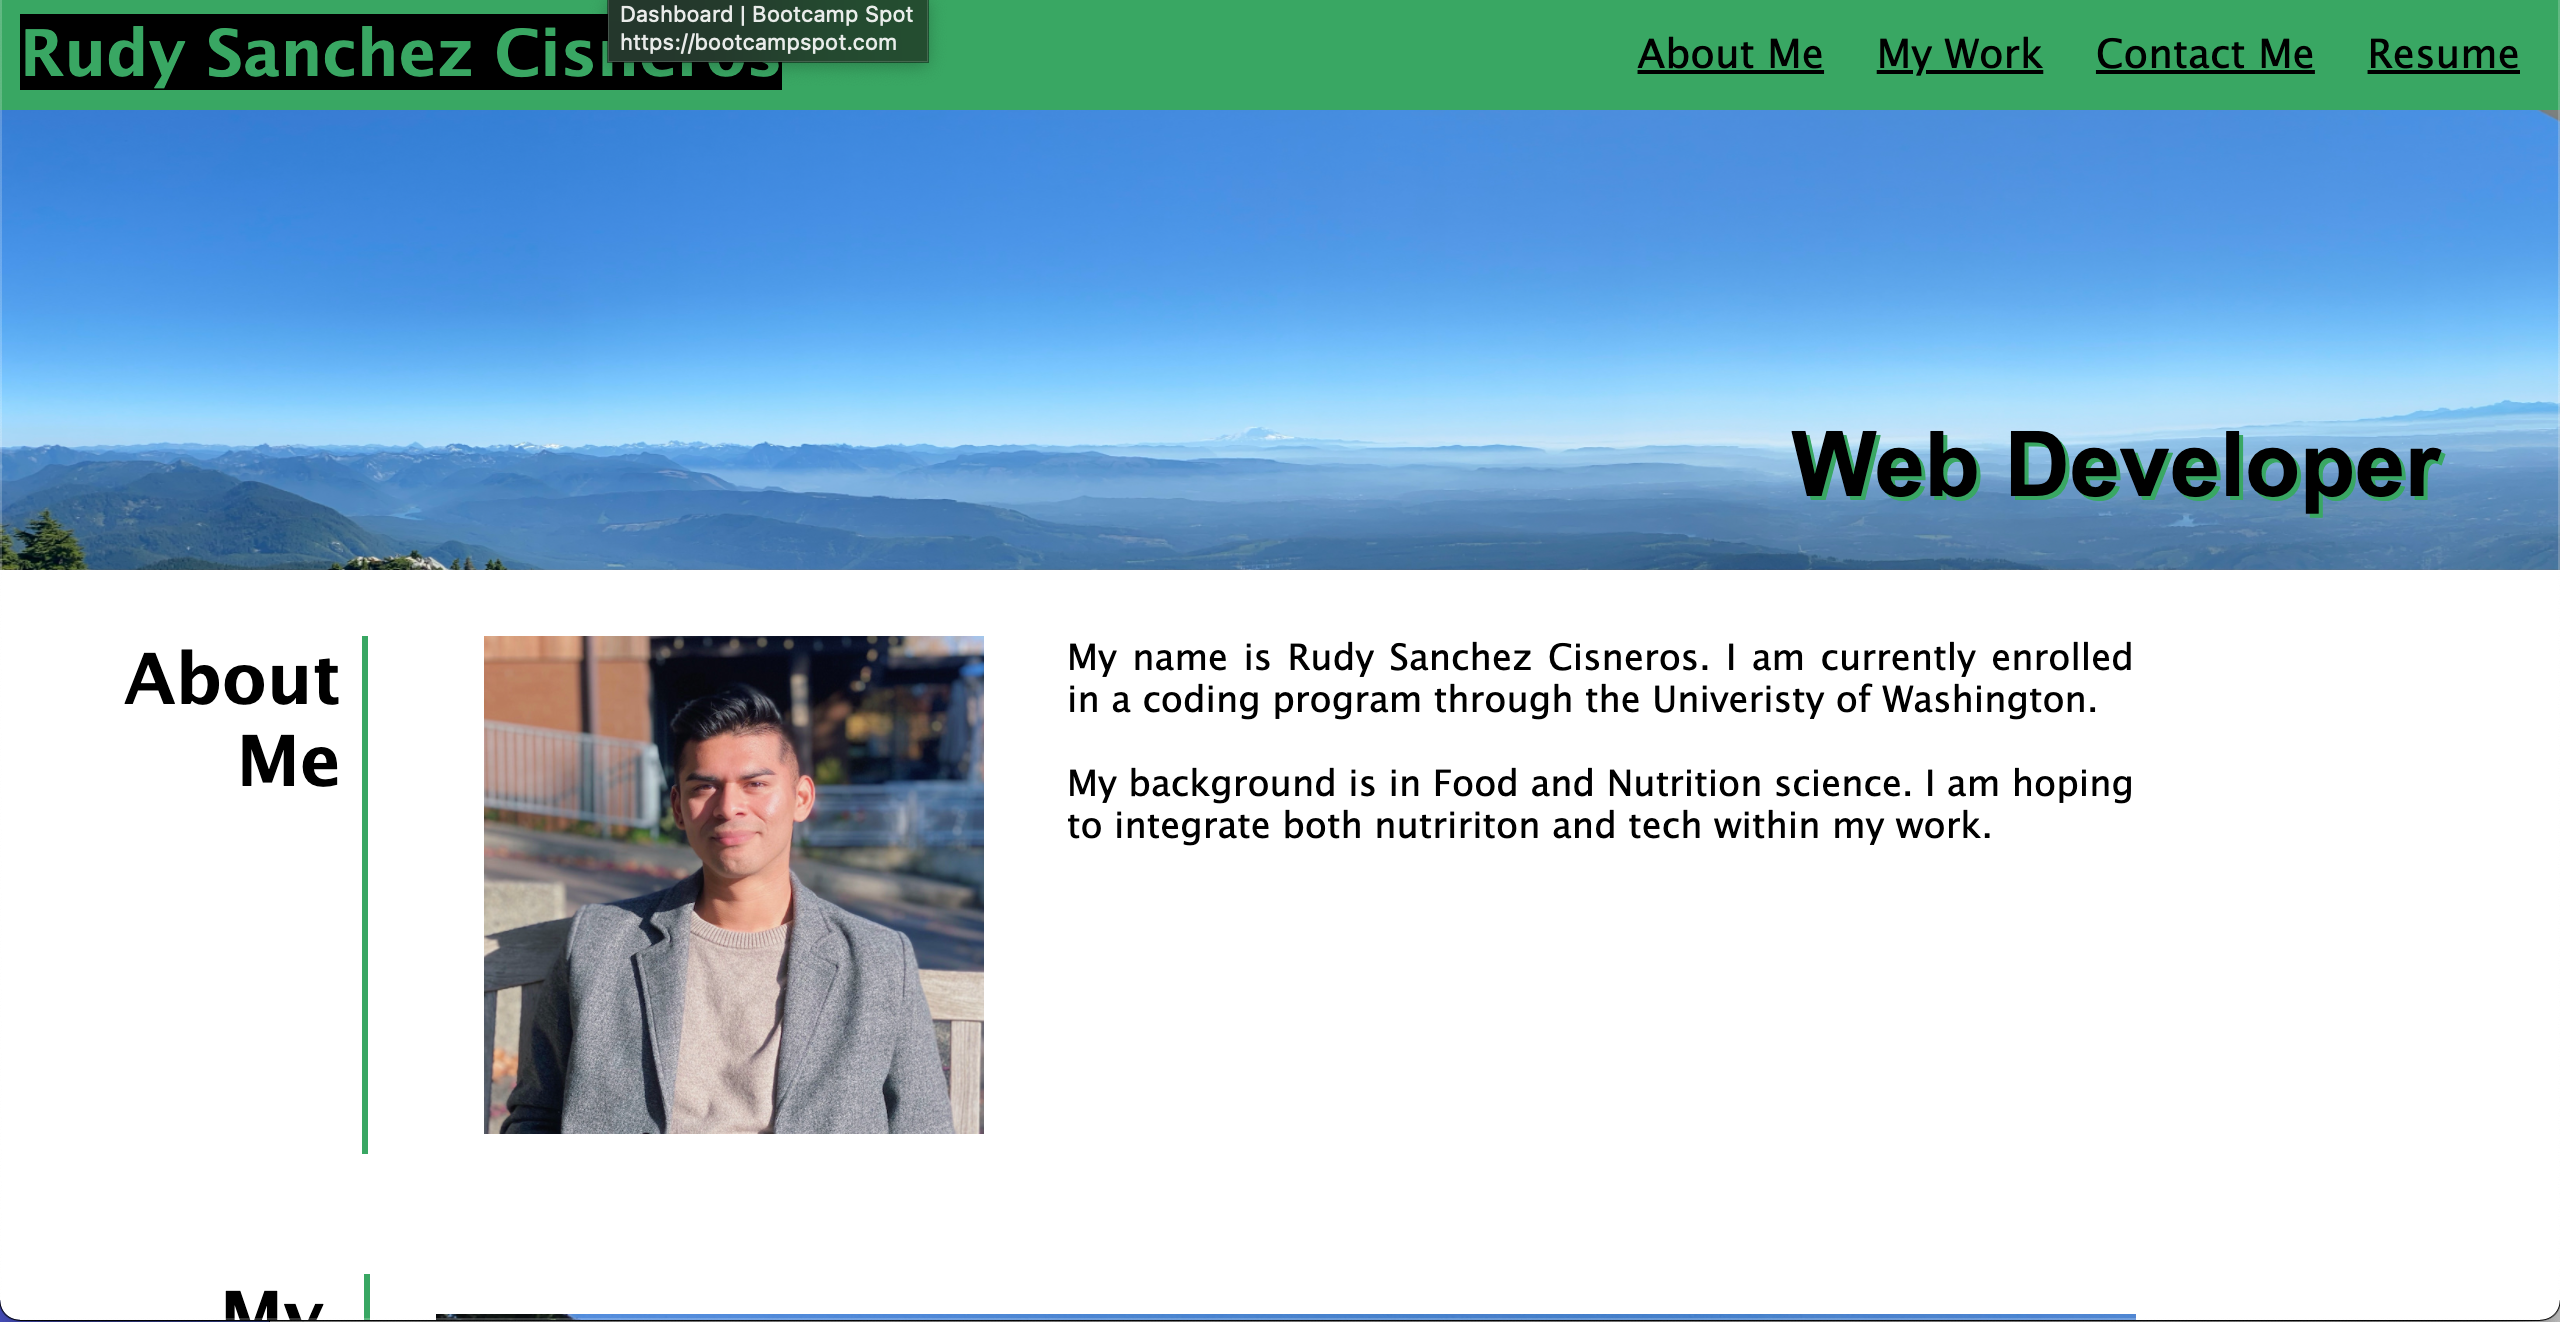 Rudy Sanchez Cisneros
Dashboard | Bootcamp Spot
https://bootcampspot.com
About Me My Work Contact Me Resume
Web Developer
About
Me
My name is Rudy Sanchez Cisneros. I am currently enrolled
in a coding program through the Univeristy of Washington.
My background is in Food and Nutrition science. I am hoping
to integrate both nutririton and tech within my work.
My